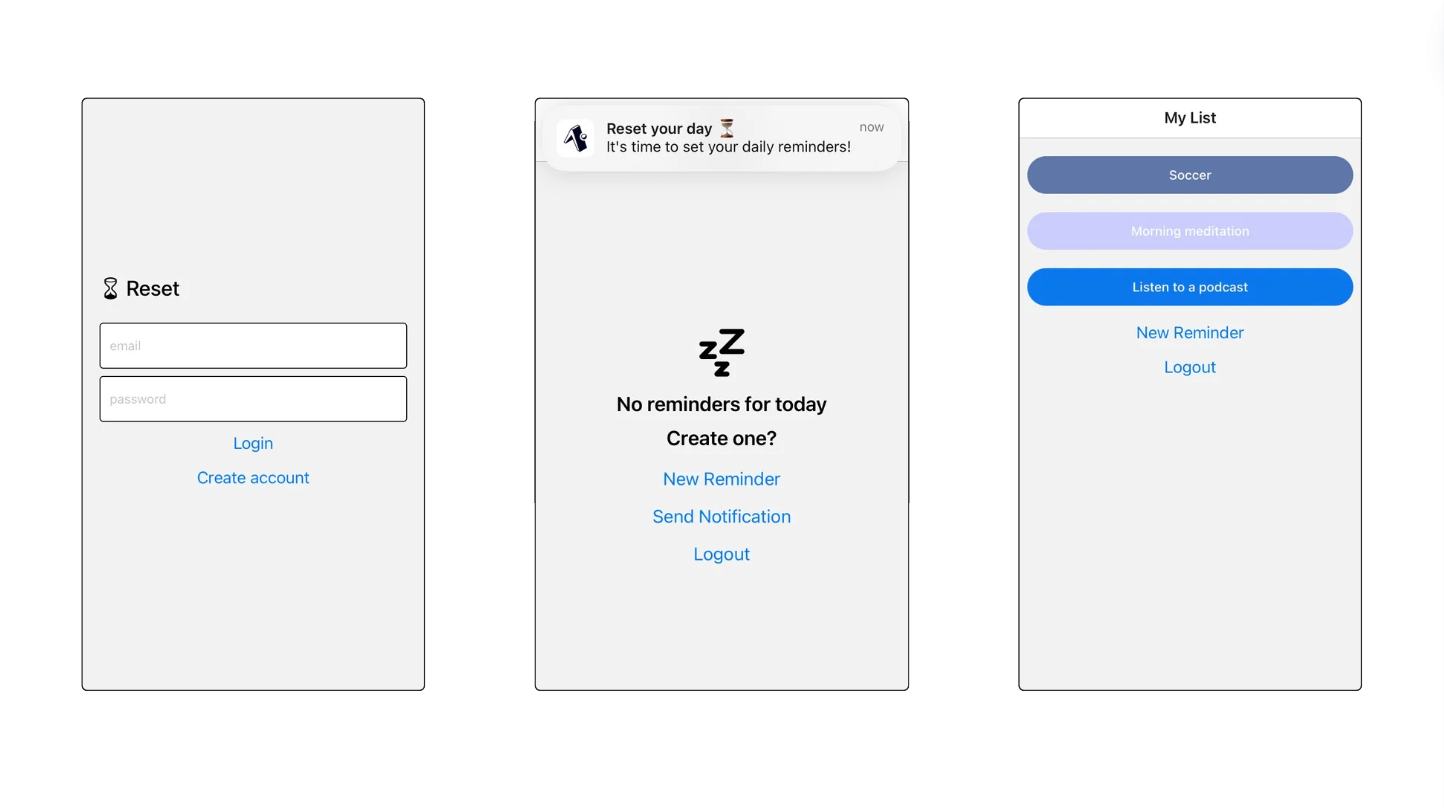 Reset
email
password
Login
Create account
Reset your day ⏳
now
It's time to set your daily reminders!
zZz
No reminders for today
Create one?
New Reminder
Send Notification
Logout
My List
Soccer
Morning meditation
Listen to a podcast
New Reminder
Logout